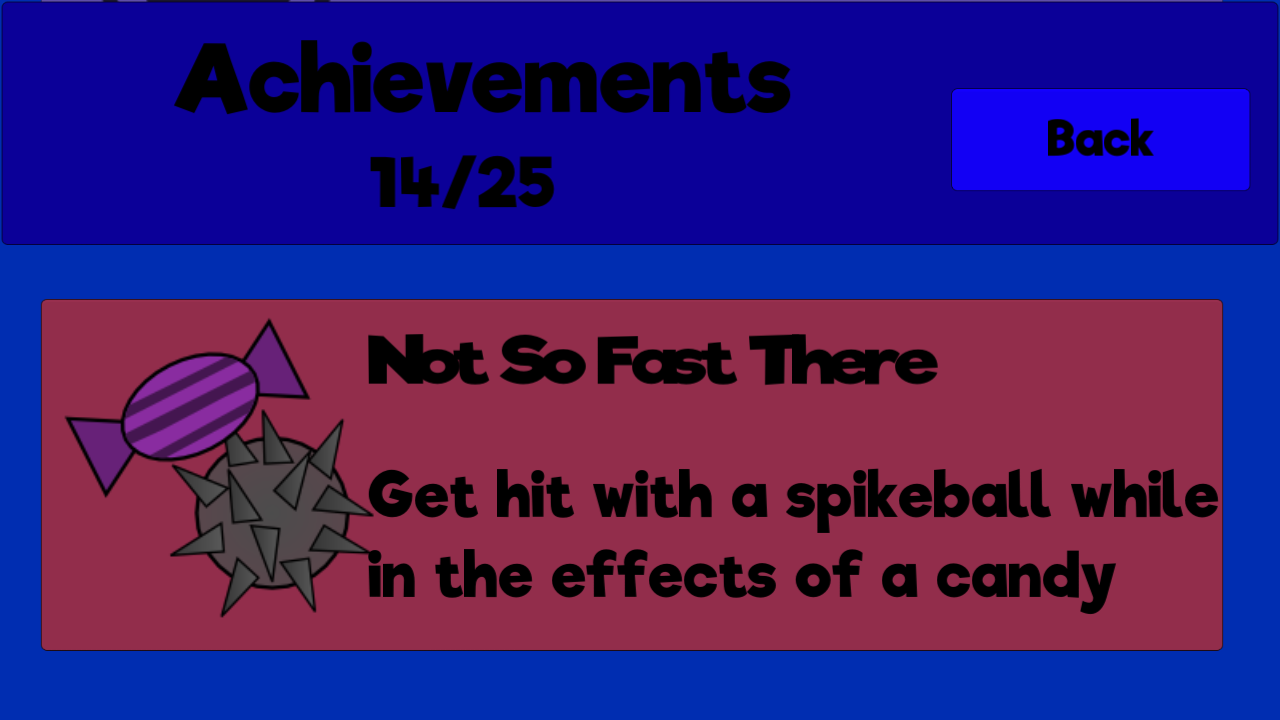 Achievements
14/25
Back
Not So Fast There
Get hit with a spikeball while
in the effects of a candy